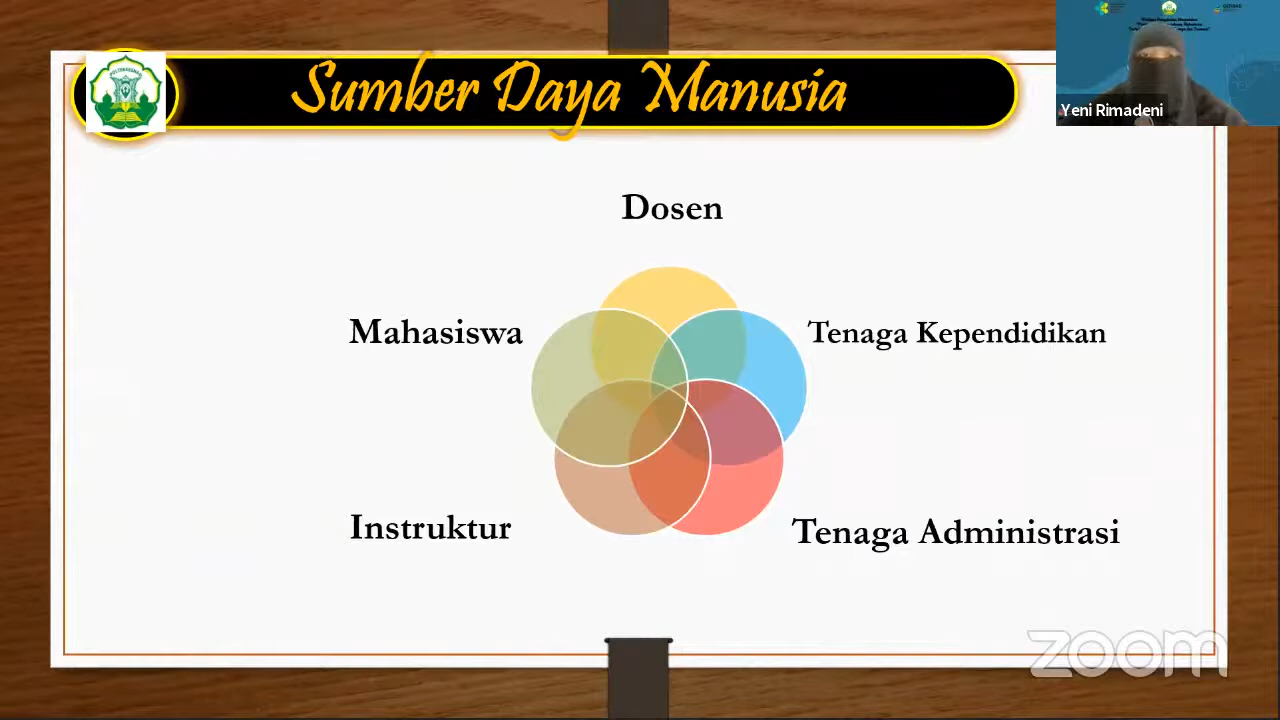 Sumber Daya Manusia
Yeni Rimadeni
Dosen
Mahasiswa
Tenaga Kependidikan
Instruktur
Tenaga Administrasi
zoom